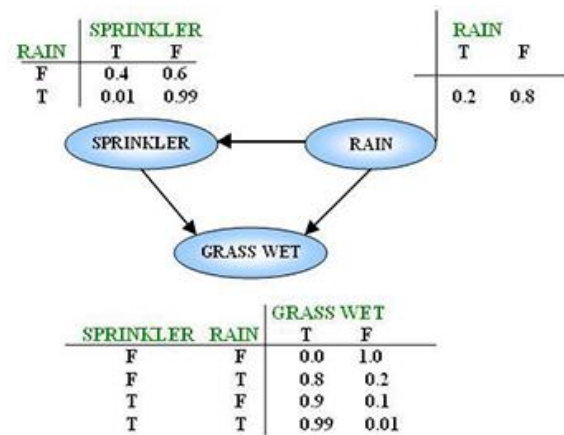 SPRINKLER
RAIN T F
F 0.4 0.6
T 0.01 0.99
RAIN
T F
0.2 0.8
SPRINKLER
RAIN
GRASS WET
GRASS WET
SPRINKLER RAIN T F
F F 0.0 1.0
F T 0.8 0.2
T F 0.9 0.1
T T 0.99 0.01